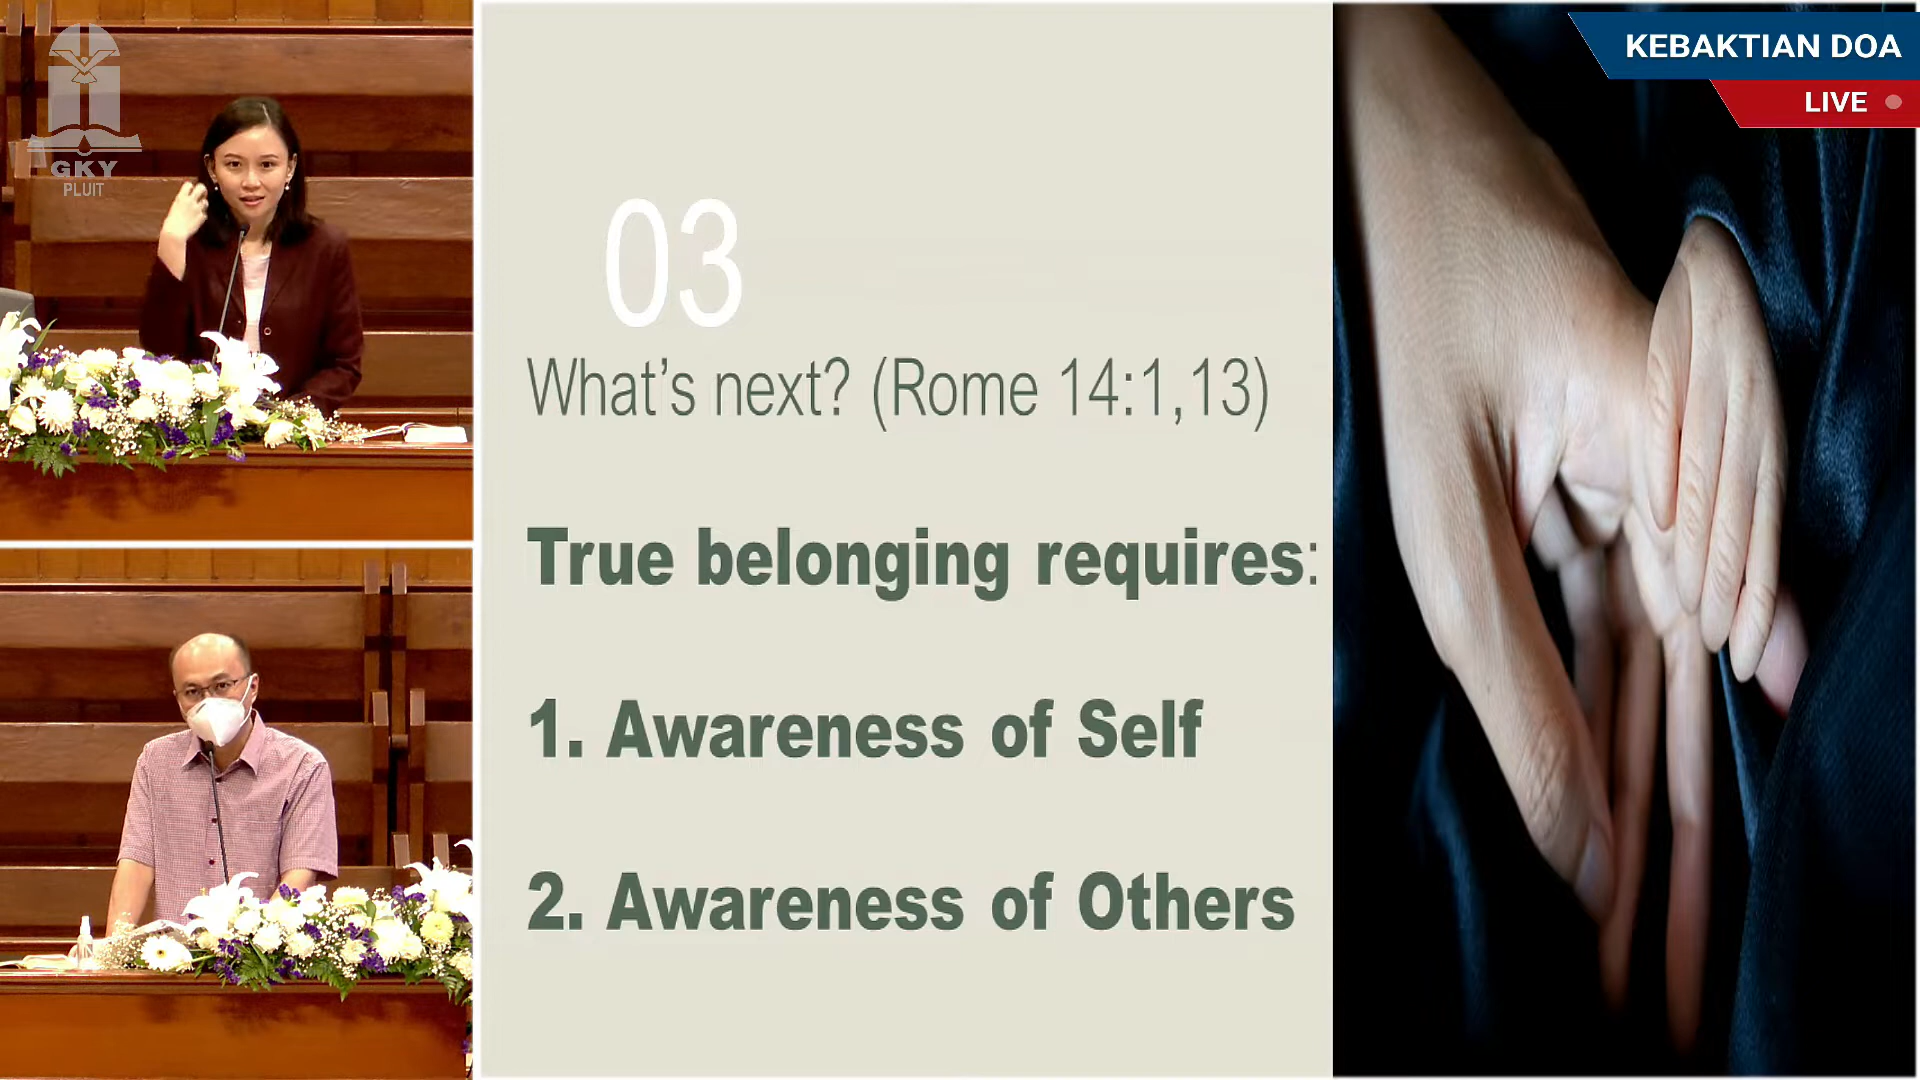 GKY
PLUIT
KEBAKTIAN DOA
LIVE
03
What's next? (Rome 14:1,13)
True belonging requires:
1. Awareness of Self
2. Awareness of Others